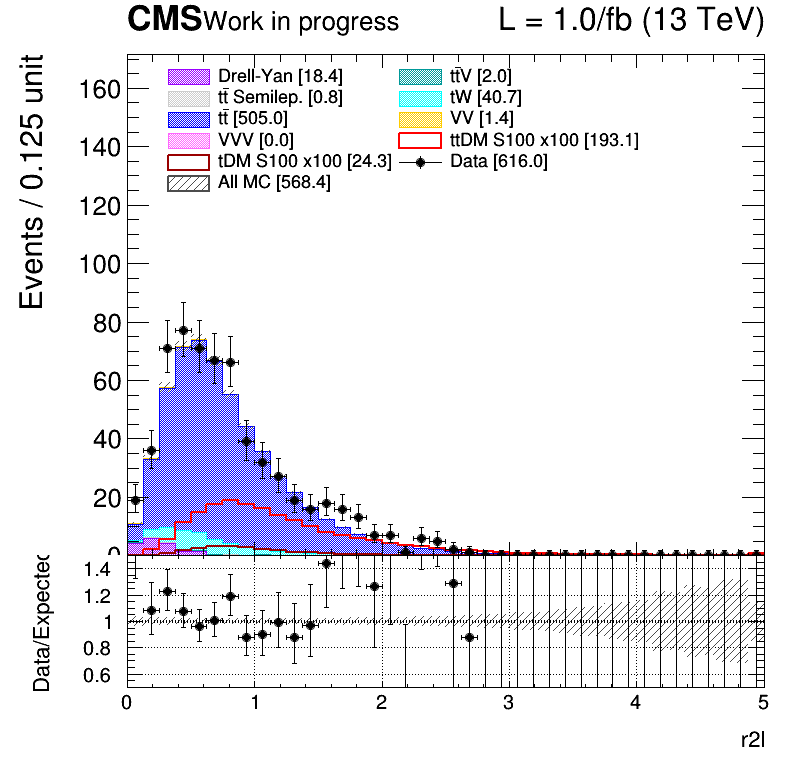 CMS Work in progress L = 1.0/fb (13 TeV)
Events / 0.125 unit
160
140
120
100
80
60
40
20
0
Drell-Yan [18.4]
tt̄V [2.0]
tt̄ Semilep. [0.8]
tW [40.7]
tt̄ [505.0]
VV [1.4]
VVV [0.0]
ttDM S100 x100 [193.1]
tDM S100 x100 [24.3]
Data [616.0]
All MC [568.4]
Data/Expected
1.4
1.2
1
0.8
0.6
0 1 2 3 4 5
r2l